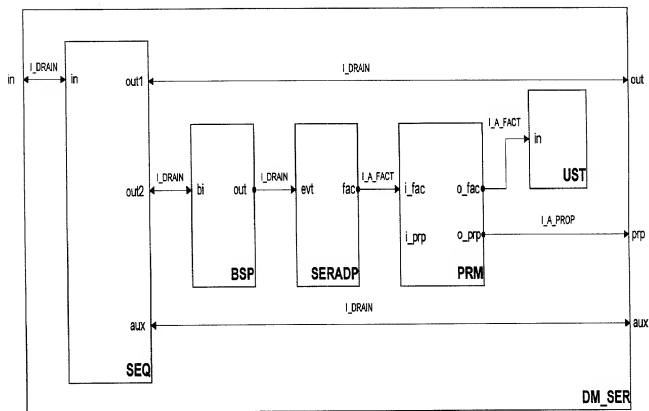 in
I_DRAIN
in
out1
I_DRAIN
out
I_A_FACT
in
UST
out2
I_DRAIN
bi
out
BSP
I_DRAIN
evt
fac
SERADP
I_A_FACT
i_fac
o_fac
i_prp
o_prp
PRM
I_A_PROP
prp
aux
I_DRAIN
aux
SEQ
DM_SER